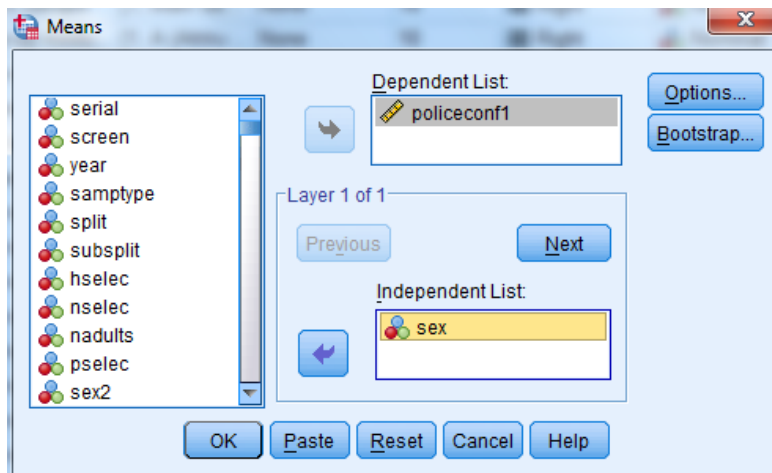 Means
Dependent List:
policeconf1
Options...
Bootstrap...
serial
screen
year
samptype
split
subsplit
hselec
nselec
nadults
pselec
sex2
Layer 1 of 1
Previous
Next
Independent List:
sex
OK
Paste
Reset
Cancel
Help